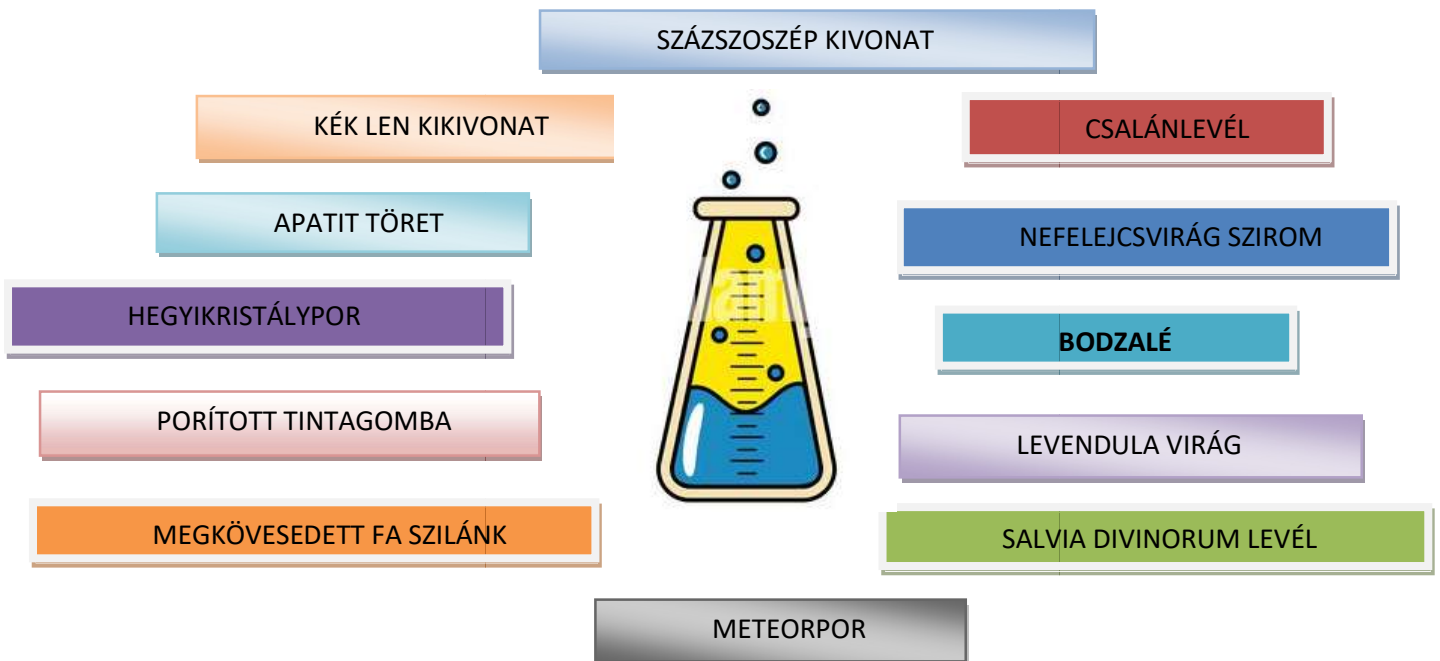 SZÁZSZOSZÉP KIVONAT
KÉK LEN KIKIVONAT
CSALÁNLEVÉL
APATIT TÖRET
NEFELEJCSVIRÁG SZIROM
HEGYIKRISTÁLYPOR
BODZALÉ
PORÍTOTT TINTAGOMBA
LEVENDULA VIRÁG
MEGKÖVESEDETT FA SZILÁNK
SALVIA DIVINORUM LEVÉL
METEORPOR